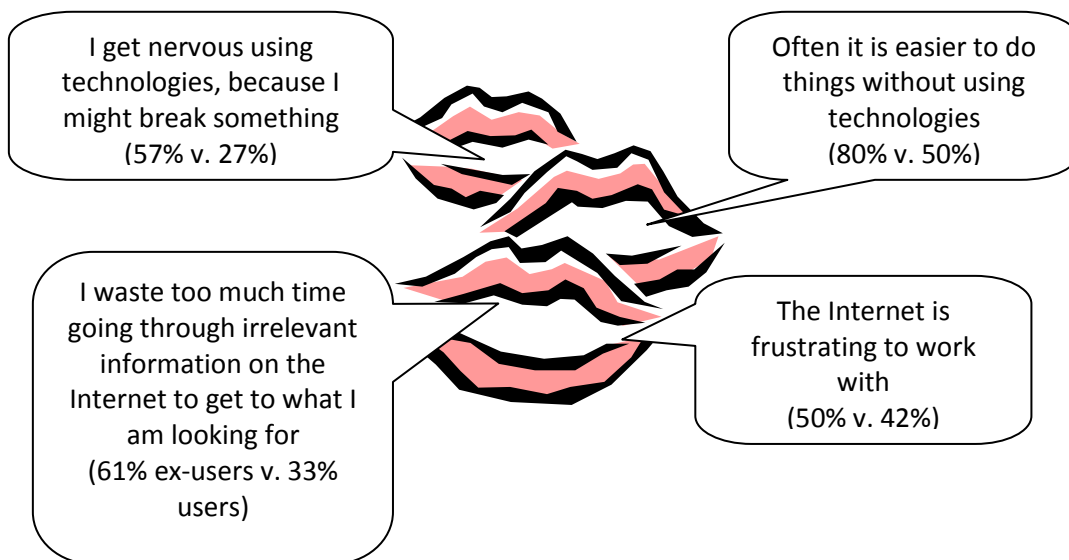 I get nervous using
technologies, because I
might break something
(57% v. 27%)
Often it is easier to do
things without using
technologies
(80% v. 50%)
I waste too much time
going through irrelevant
information on the
Internet to get to what I
am looking for
(61% ex-users v. 33%
users)
The Internet is
frustrating to work
with
(50% v. 42%)